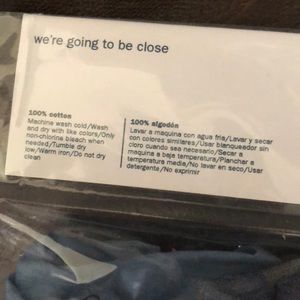 we're going to be close
100% cotton
Machine wash cold/Wash
and dry with like colors/Only
non-chlorine bleach when
needed/Tumble dry
low/Warm iron/Do not dry
clean
100% algodón
Lavar a maquina con agua fria/Lavar y secar
con colores similares/Usar blanqueador sin
cloro cuando sea necesario/Secar a
maquina a baje temperatura/Planchar a
temperatura media/No lavar en seco/Usar
detergente/No exprimir